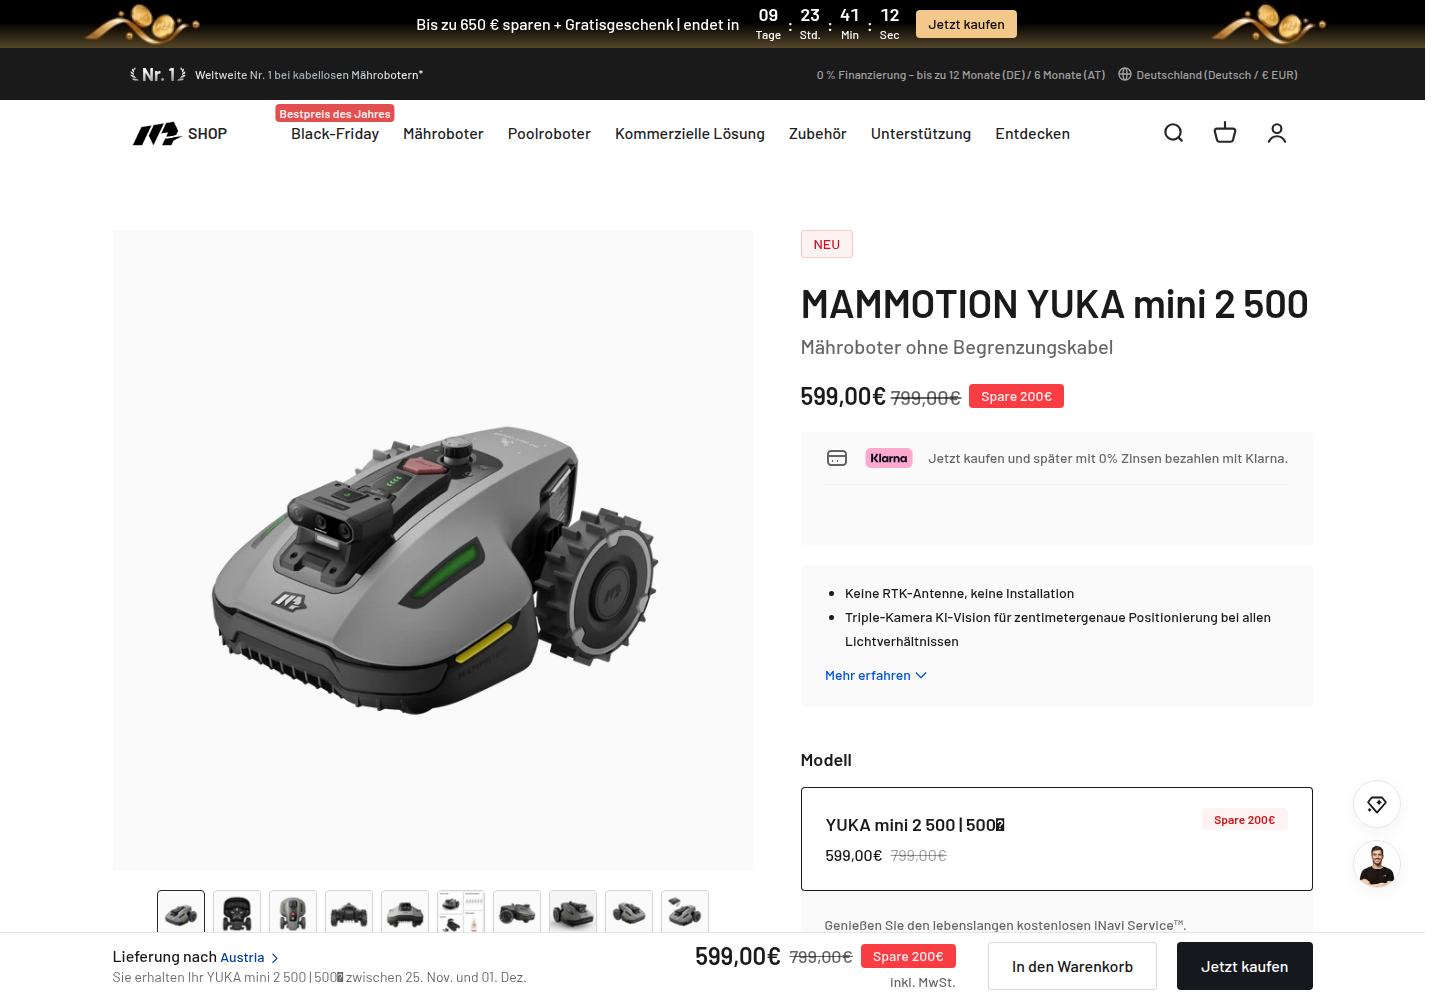 Bis zu 650 € sparen + Gratisgeschenk | endet in
09 : 23 : 41 : 12
Tage Std. Min Sec
Jetzt kaufen
Nr. 1 Weltweite Nr. 1 bei kabellosen Mährobotern*
0 % Finanzierung – bis zu 12 Monate (DE) / 6 Monate (AT)
Deutschland (Deutsch / € EUR)
Bestpreis des Jahres
SHOP
Black-Friday Mähroboter Poolroboter Kommerzielle Lösung Zubehör Unterstützung Entdecken
NEU
MAMMOTION YUKA mini 2 500
Mähroboter ohne Begrenzungskabel
599,00€ 799,00€ Spare 200€
Klarna Jetzt kaufen und später mit 0% Zinsen bezahlen mit Klarna.
Keine RTK-Antenne, keine Installation
Triple-Kamera KI-Vision für zentimetergenaue Positionierung bei allen
Lichtverhältnissen
Mehr erfahren
Modell
YUKA mini 2 500 | 500
Spare 200€
599,00€ 799,00€
Genießen Sie den lebenslangen kostenlosen iNavi Service™.
Lieferung nach Austria
Sie erhalten Ihr YUKA mini 2 500 | 500 zwischen 25. Nov. und 01. Dez.
599,00€ 799,00€ Spare 200€
inkl. MwSt.
In den Warenkorb
Jetzt kaufen